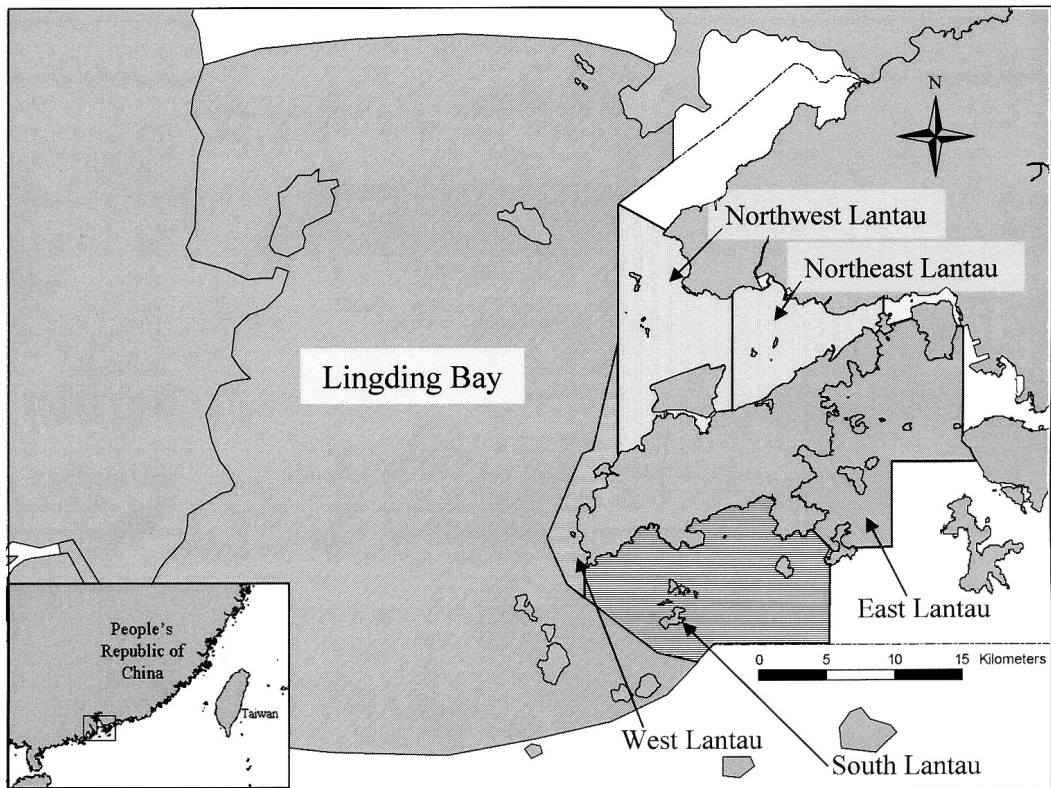 N
Northwest Lantau
Northeast Lantau
Lingding Bay
East Lantau
0 5 10 15 Kilometers
People's
Republic of
China
Taiwan
West Lantau
South Lantau